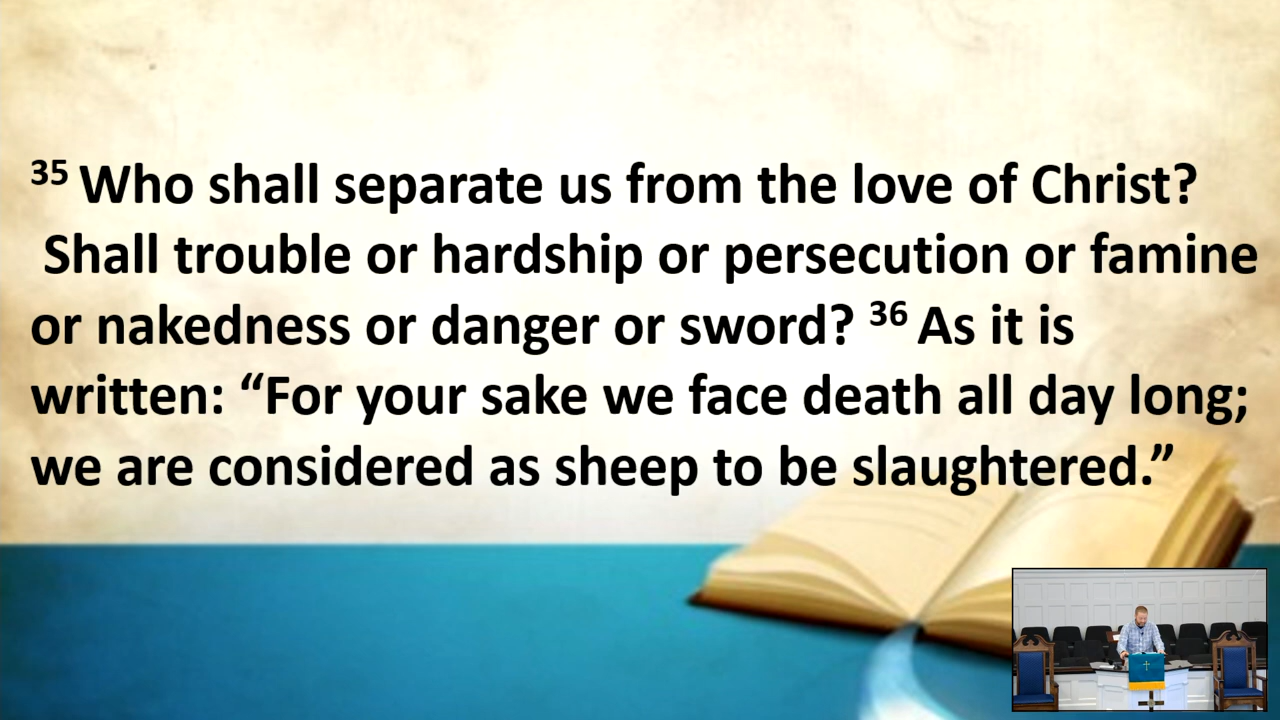 35 Who shall separate us from the love of Christ?
Shall trouble or hardship or persecution or famine
or nakedness or danger or sword? 36 As it is
written: “For your sake we face death all day long;
we are considered as sheep to be slaughtered.”